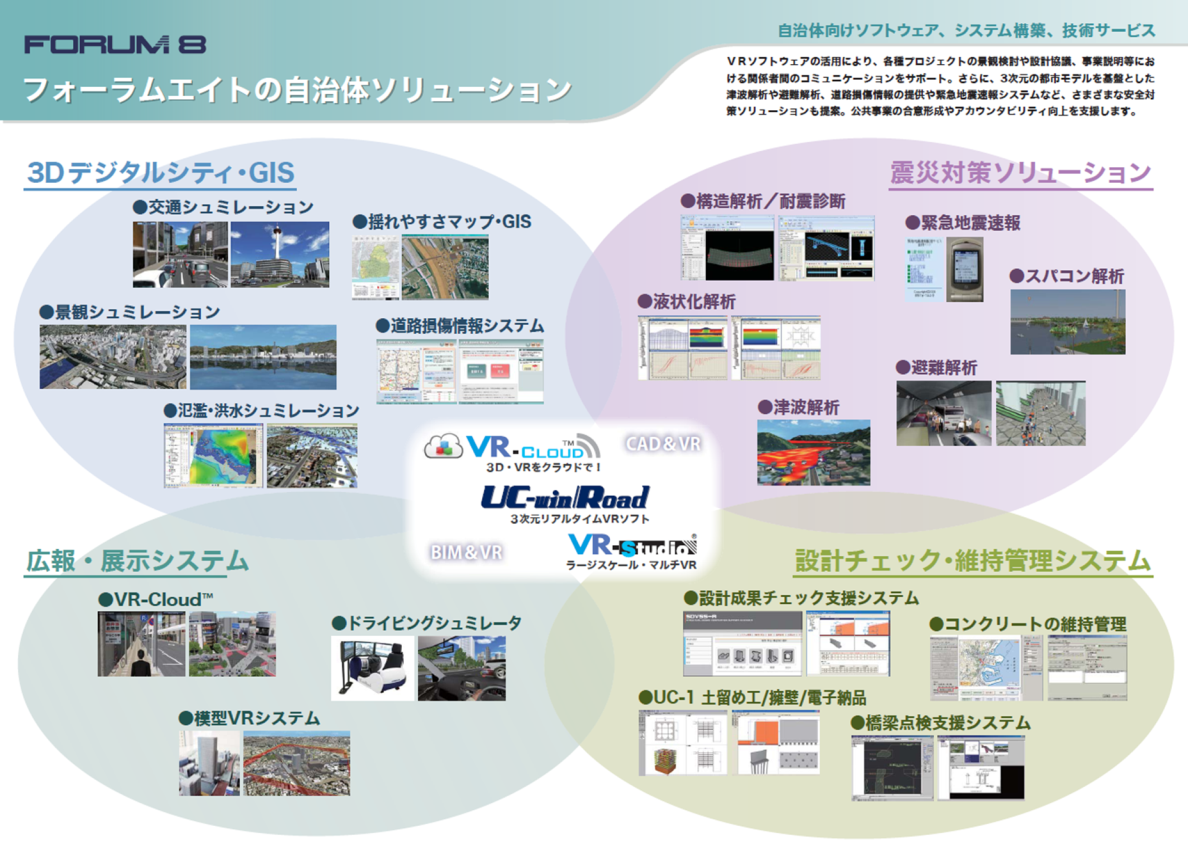 FORUM 8
フォーラムエイトの自治体ソリューション
自治体向けソフトウェア、システム構築、技術サービス
ＶＲソフトウェアの活用により、各種プロジェクトの景観検討や設計協議、事業説明等にお
ける関係者間のコミュニケーションをサポート。さらに、3次元の都市モデルを基盤とした
津波解析や避難解析、道路損傷情報の提供や緊急地震速報システムなど、さまざまな安全対
策ソリューションも提案。公共事業の合意形成やアカウンタビリティ向上を支援します。
3Dデジタルシティ・GIS
●交通シュミレーション
●揺れやすさマップ・GIS
●景観シュミレーション
●道路損傷情報システム
●氾濫・洪水シュミレーション
震災対策ソリューション
●構造解析／耐震診断
●緊急地震速報
●スパコン解析
●液状化解析
●避難解析
●津波解析
VR-CLOUD™
3D・VRをクラウドで！
CAD＆VR
UC-win/Road
3次元リアルタイムVRソフト
BIM＆VR
VR-Studio®
ラージスケール・マルチVR
広報・展示システム
●VR-Cloud™
●ドライビングシュミレータ
●模型VRシステム
設計チェック・維持管理システム
●設計成果チェック支援システム
●コンクリートの維持管理
●UC-1 土留め工/擁壁/電子納品
●橋梁点検支援システム